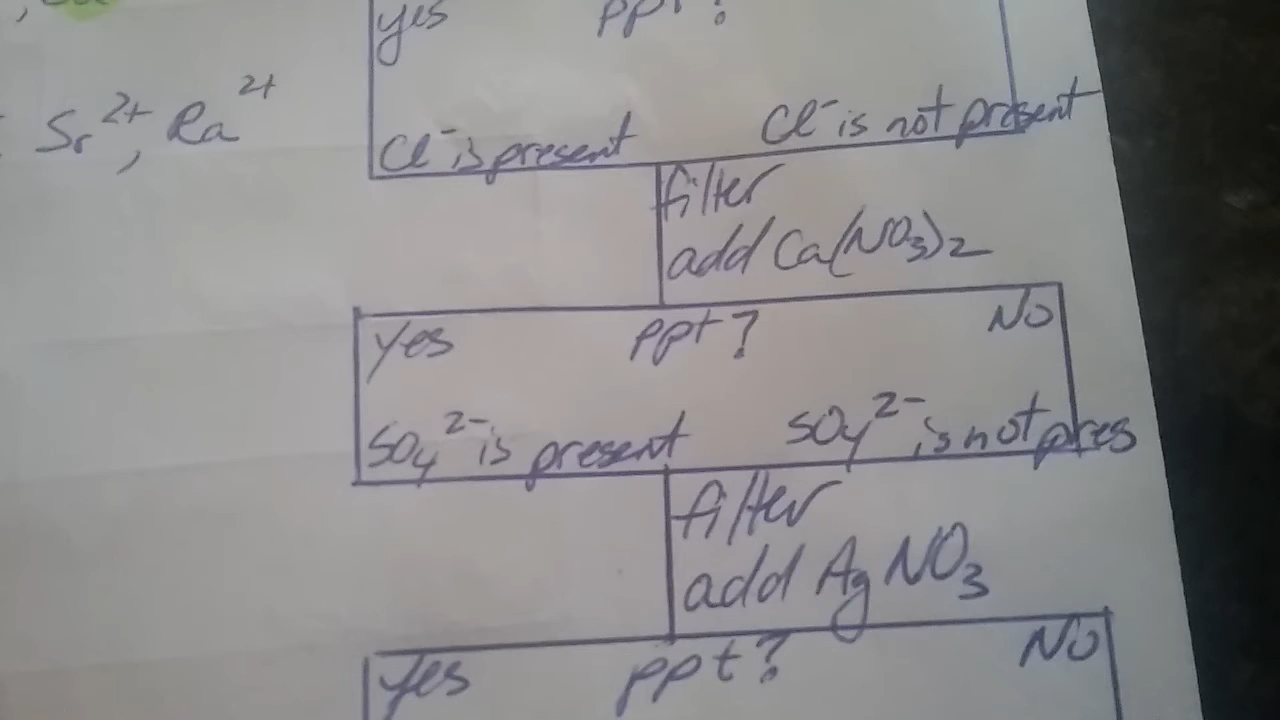 yes ppt?
Sr²⁺, Ra²⁺
Cl⁻ is present Cl⁻ is not present
filter
add Ca(NO₃)₂
yes ppt? No
SO₄²⁻ is present SO₄²⁻ is not pres
filter
add AgNO₃
Yes ppt? No